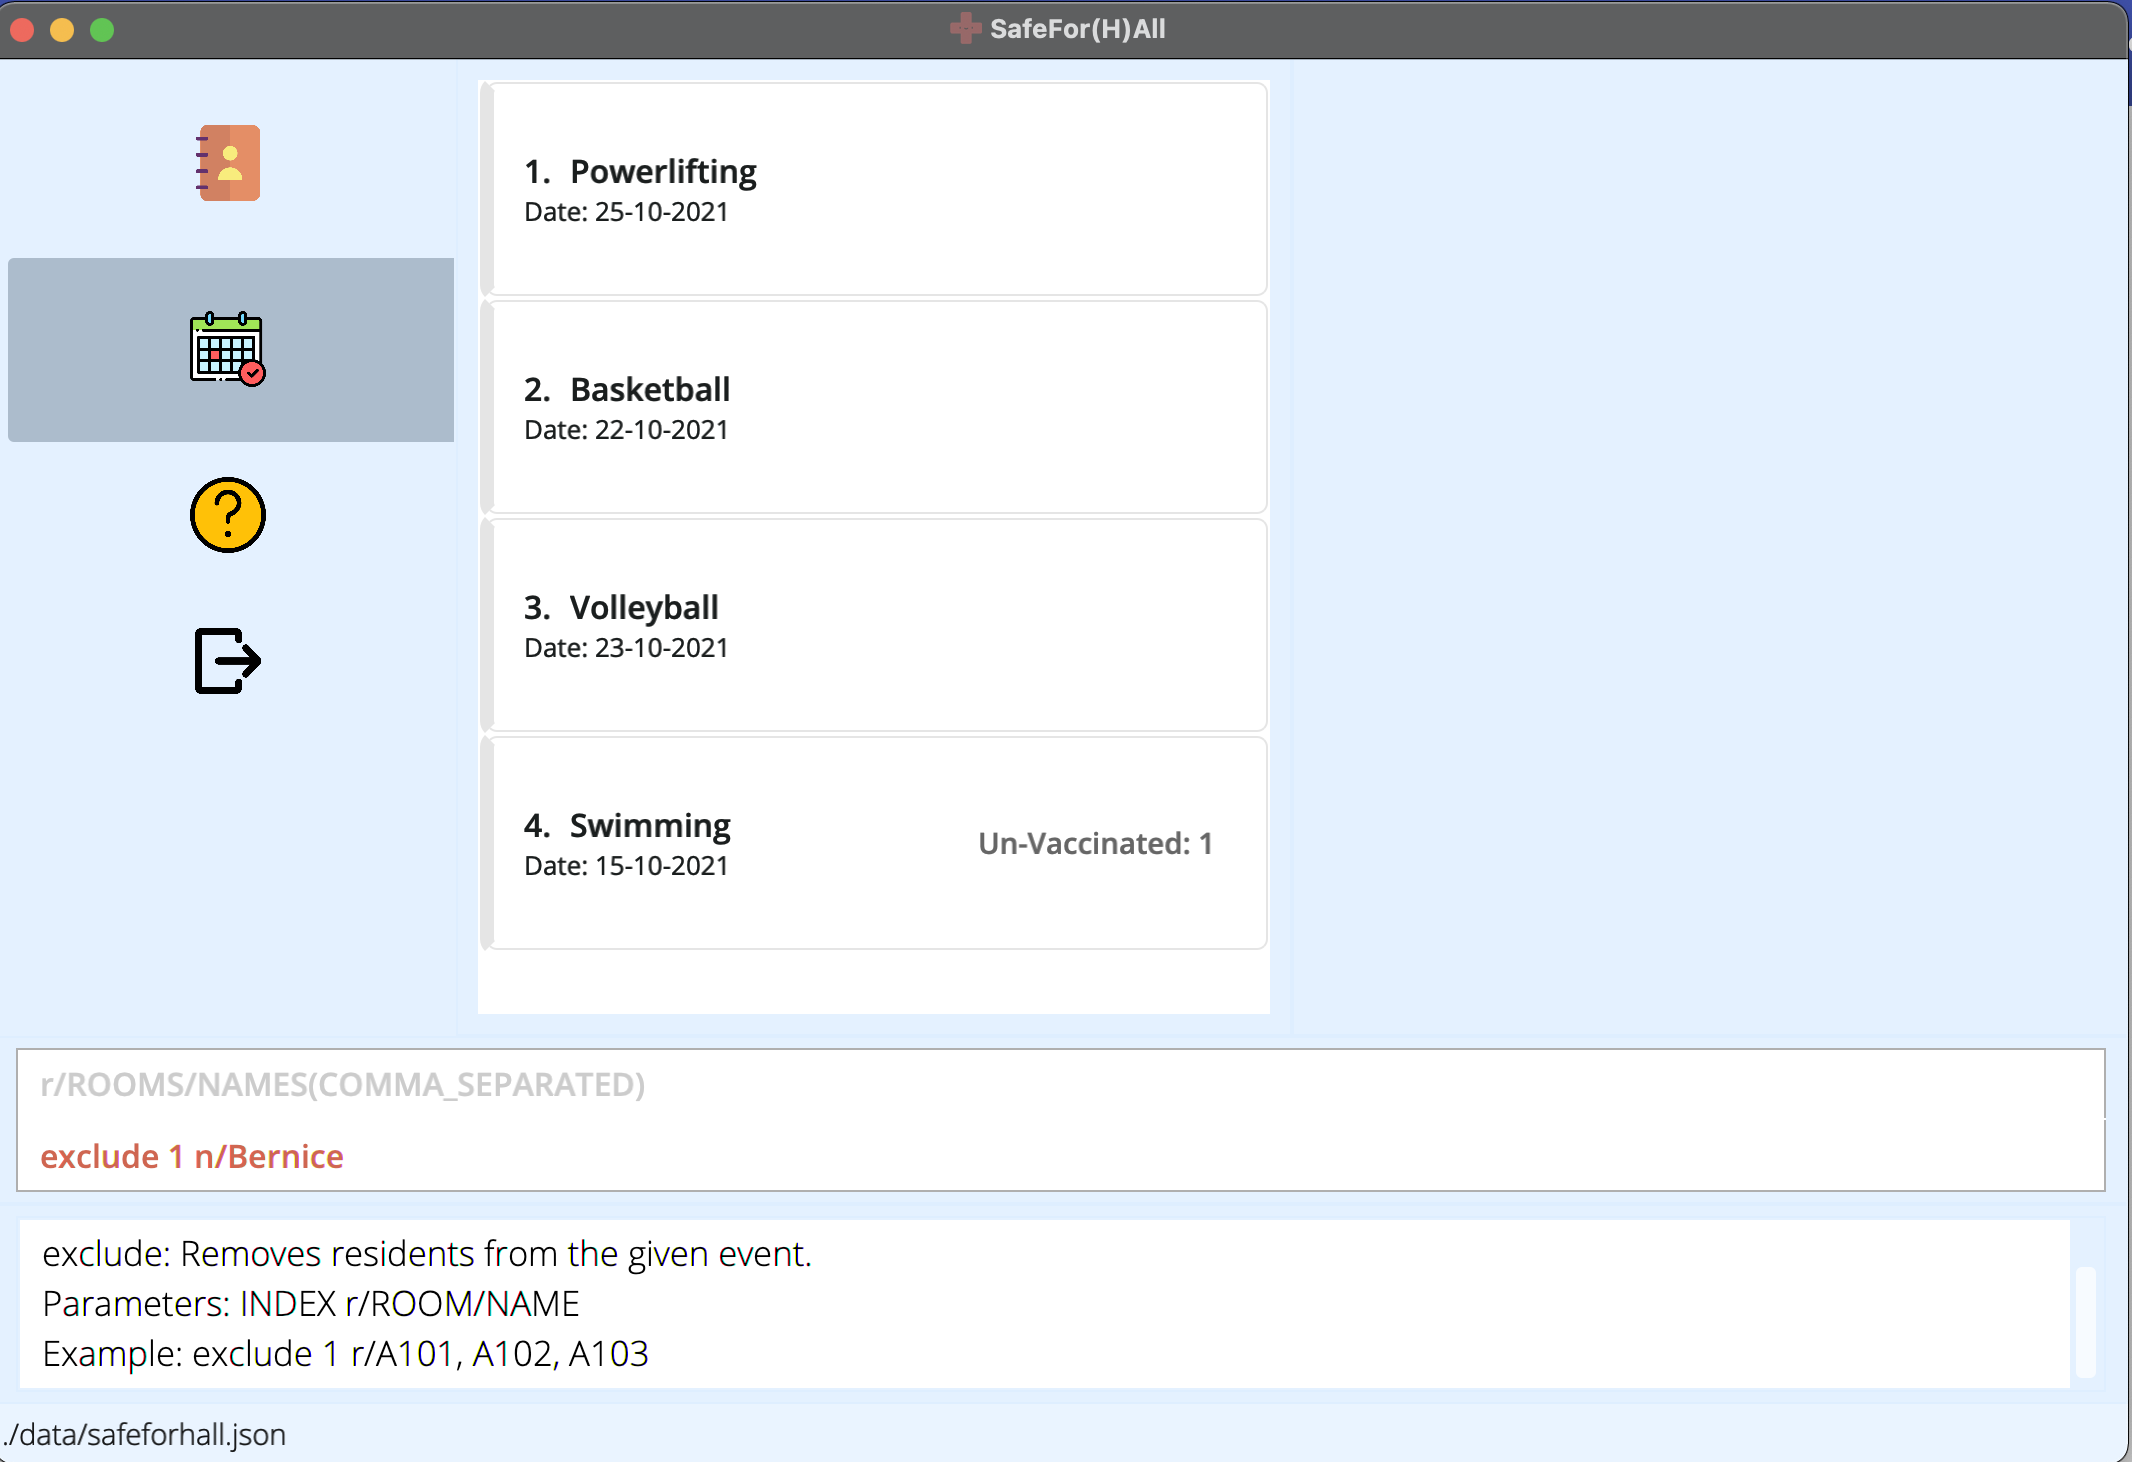 SafeFor(H)All
1. Powerlifting
Date: 25-10-2021
2. Basketball
Date: 22-10-2021
3. Volleyball
Date: 23-10-2021
4. Swimming
Date: 15-10-2021
Un-Vaccinated: 1
r/ROOMS/NAMES(COMMA_SEPARATED)
exclude 1 n/Bernice
exclude: Removes residents from the given event.
Parameters: INDEX r/ROOM/NAME
Example: exclude 1 r/A101, A102, A103
./data/safeforhall.json